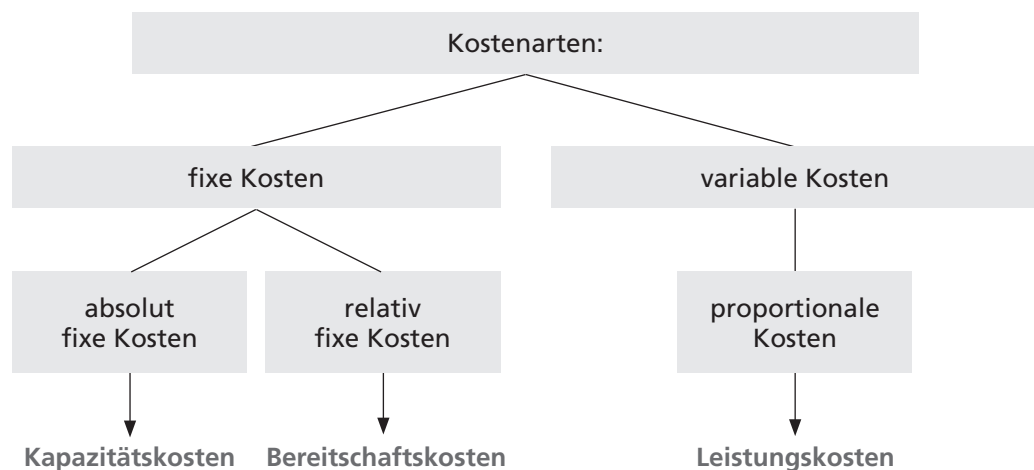 Kostenarten:
fixe Kosten
variable Kosten
absolut
fixe Kosten
relativ
fixe Kosten
proportionale
Kosten
Kapazitätskosten
Bereitschaftskosten
Leistungskosten